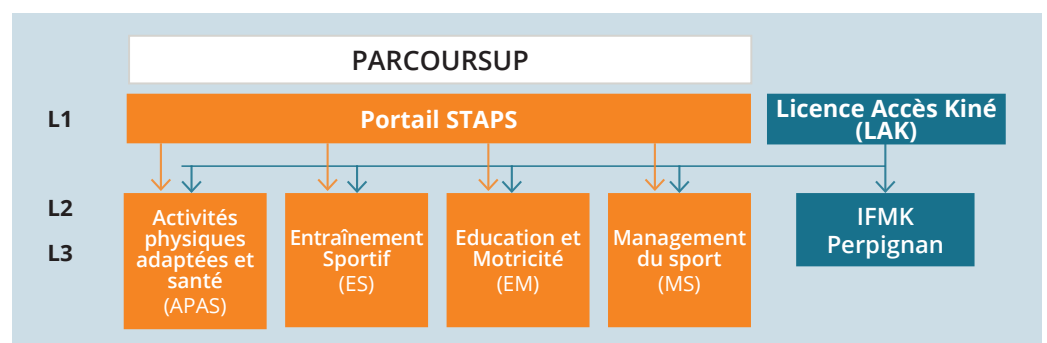 PARCOURSUP
L1
Portail STAPS
Licence Accès Kiné
(LAK)
L2
L3
Activités
physiques
adaptées et
santé
(APAS)
Entraînement
Sportif
(ES)
Education et
Motricité
(EM)
Management
du sport
(MS)
IFMK
Perpignan